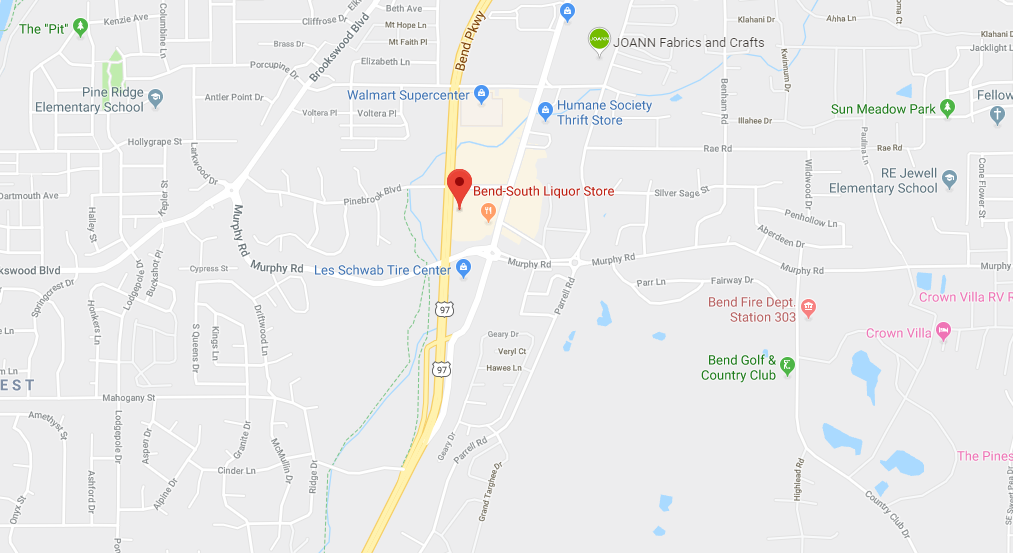 Elk
Cliffrose Dr
Beth Ave
Klahani Dr
Ahha Ln
Cta
Kenzie Ave
The "Pit"
Columbine Ln
Mt Hope Ln
Klahani Dr
Jacklight L
JOANN
JOANN Fabrics and Crafts
Brass Dr
Mt Faith Pl
Brookswood Blvd
Bend Pkwy
Porcupine Dr
Elizabeth Ln
Kwinnum Dr
Pine Ridge
Elementary School
Antler Point Dr
Walmart Supercenter
Benham Rd
Fellow
Voltera Pl
Voltera Pl
Humane Society
Thrift Store
Sun Meadow Park
Illahee Dr
Hollygrape St
Larkwood Dr
Rae Rd
Rae Rd
Paulina Ln
Wildwood Dr
Cone Flower St
RE Jewell
Elementary School
Dartmouth Ave
Kepler St
Pinebrook Blvd
Bend-South Liquor Store
Silver Sage St
Halley St
Murphy Rd
Penhollow Ln
Aberdeen Dr
kswood Blvd
Lodgepole Dr
Buckshot Pl
Cypress St
Murphy Rd
Les Schwab Tire Center
Murphy Rd
Murphy Rd
Murphy Rd
Murphy
Springcrest Dr
Honkers Ln
Driftwood Ln
Parrell Rd
Parr Ln
Fairway Dr
Crown Villa RV R
97
Bend Fire Dept.
Station 303
S Queens Dr
Kings Ln
Geary Dr
Crown Villa
Veryl Ct
Hawes Ln
97
Bend Golf &
Country Club
EST
Mahogany St
Amethyst St
Lodgepole Dr
Aspen Dr
Granite Dr
McMullin Dr
Geary Dr
Parrell Rd
The Pines
Cinder Ln
Ridge Dr
Ashford Dr
Alpine Dr
Grand Targhee Dr
Highland Rd
Country Club Dr
Onyx St
SE Sweet Pea Dr